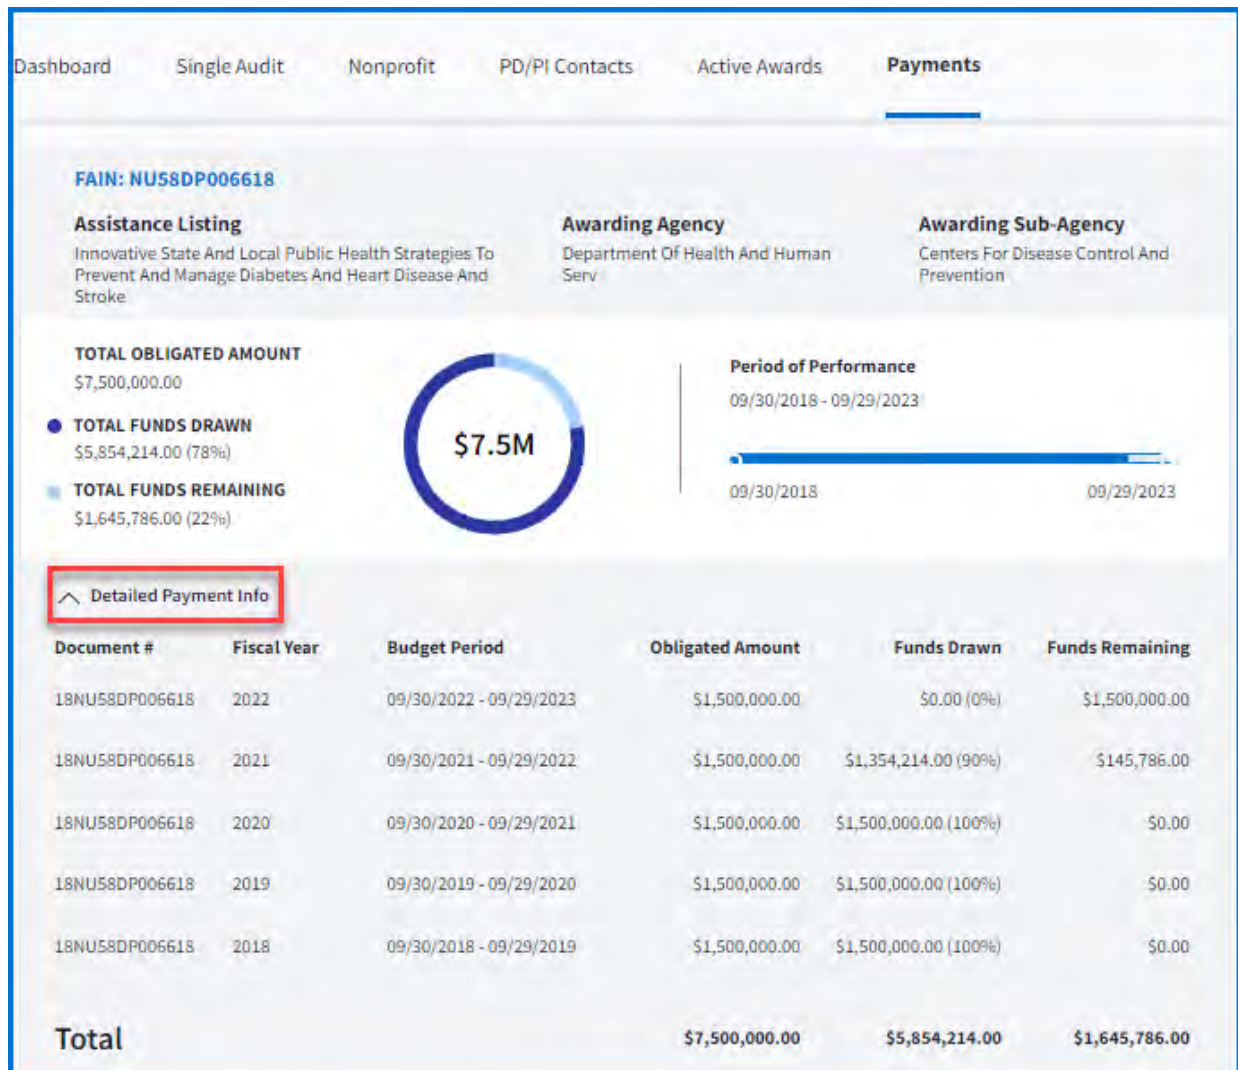 Dashboard Single Audit Nonprofit PD/PI Contacts Active Awards Payments
FAIN: NU58DP006618
Assistance Listing Awarding Agency Awarding Sub-Agency
Innovative State And Local Public Health Strategies To Department Of Health And Human Centers For Disease Control And
Prevent And Manage Diabetes And Heart Disease And Serv Prevention
Stroke
TOTAL OBLIGATED AMOUNT
$7,500,000.00
TOTAL FUNDS DRAWN
$5,854,214.00 (78%)
TOTAL FUNDS REMAINING
$1,645,786.00 (22%)
$7.5M
Period of Performance
09/30/2018 - 09/29/2023
09/30/2018 09/29/2023
Detailed Payment Info
Document # Fiscal Year Budget Period Obligated Amount Funds Drawn Funds Remaining
18NU58DP006618 2022 09/30/2022 - 09/29/2023 $1,500,000.00 $0.00 (0%) $1,500,000.00
18NU58DP006618 2021 09/30/2021 - 09/29/2022 $1,500,000.00 $1,354,214.00 (90%) $145,786.00
18NU58DP006618 2020 09/30/2020 - 09/29/2021 $1,500,000.00 $1,500,000.00 (100%) $0.00
18NU58DP006618 2019 09/30/2019 - 09/29/2020 $1,500,000.00 $1,500,000.00 (100%) $0.00
18NU58DP006618 2018 09/30/2018 - 09/29/2019 $1,500,000.00 $1,500,000.00 (100%) $0.00
Total $7,500,000.00 $5,854,214.00 $1,645,786.00